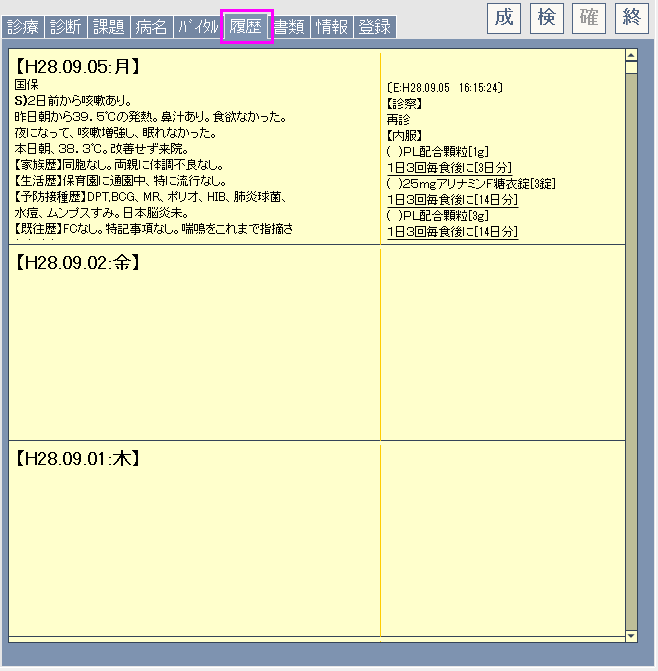 診療 診断 課題 病名 ﾊﾞｲﾀﾙ 履歴 書類 情報 登録 成 検 確 終
【H28.09.05:月】
国保
S)2日前から咳嗽あり。
昨日朝から39.5℃の発熱。鼻汁あり。食欲なかった。
夜になって、咳嗽増強し、眠れなかった。
本日朝、38.3℃。改善せず来院。
【家族歴】同胞なし。両親に体調不良なし。
【生活歴】保育園に通園中、特に流行なし。
【予防接種歴】DPT,BCG、MR、ポリオ、HIB、肺炎球菌、
水痘、ムンプスすみ。日本脳炎未。
【既往歴】FCなし。特記事項なし。喘鳴をこれまで指摘さ
〔E:H28.09.05 16:15:24〕
【診察】
再診
【内服】
( )PL配合顆粒[1g]
1日3回毎食後に[3日分]
( )25mgアリナミンF糖衣錠[3錠]
1日3回毎食後に[14日分]
( )PL配合顆粒[3g]
1日3回毎食後に[14日分]
【H28.09.02:金】
【H28.09.01:木】